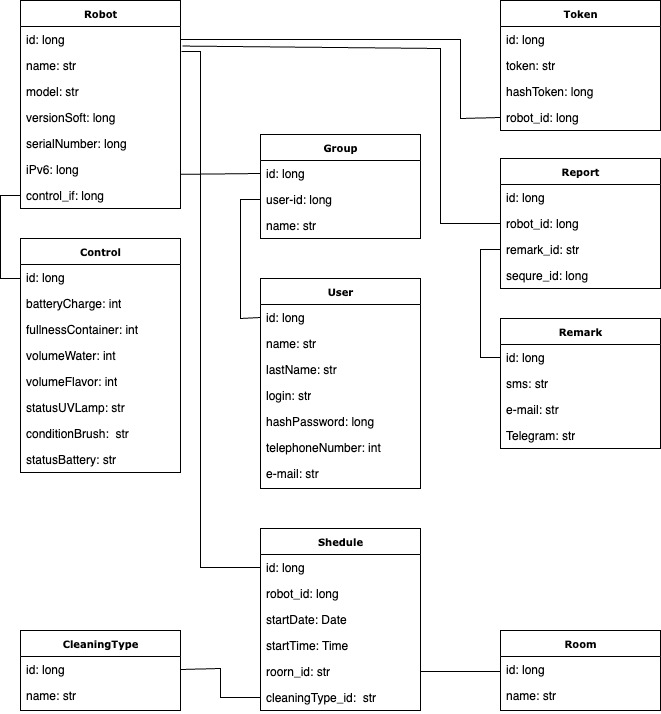 Robot
id: long
name: str
model: str
versionSoft: long
serialNumber: long
iPv6: long
control_if: long
Token
id: long
token: str
hashToken: long
robot_id: long
Group
id: long
user-id: long
name: str
Report
id: long
robot_id: long
remark_id: str
sequre_id: long
Control
id: long
batteryCharge: int
fullnessContainer: int
volumeWater: int
volumeFlavor: int
statusUVLamp: str
conditionBrush: str
statusBattery: str
User
id: long
name: str
lastName: str
login: str
hashPassword: long
telephoneNumber: int
e-mail: str
Remark
id: long
sms: str
e-mail: str
Telegram: str
Shedule
id: long
robot_id: long
startDate: Date
startTime: Time
roorn_id: str
cleaningType_id: str
CleaningType
id: long
name: str
Room
id: long
name: str